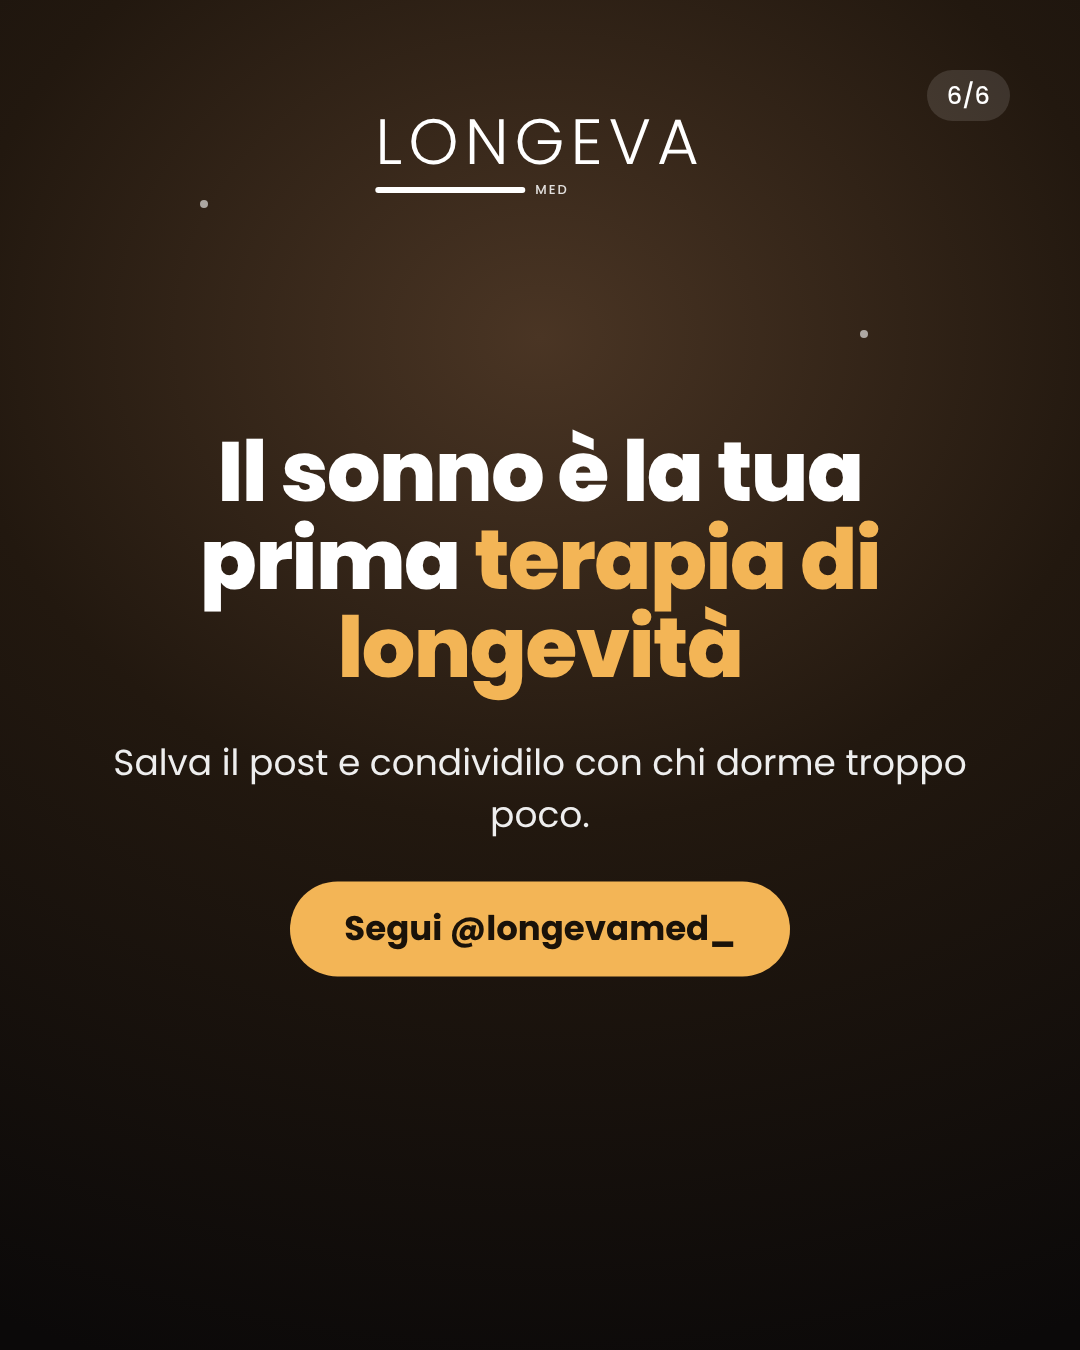 6/6
LONGEVA
MED
Il sonno è la tua
prima terapia di
longevità
Salva il post e condividilo con chi dorme troppo
poco.
Segui @longevamed_